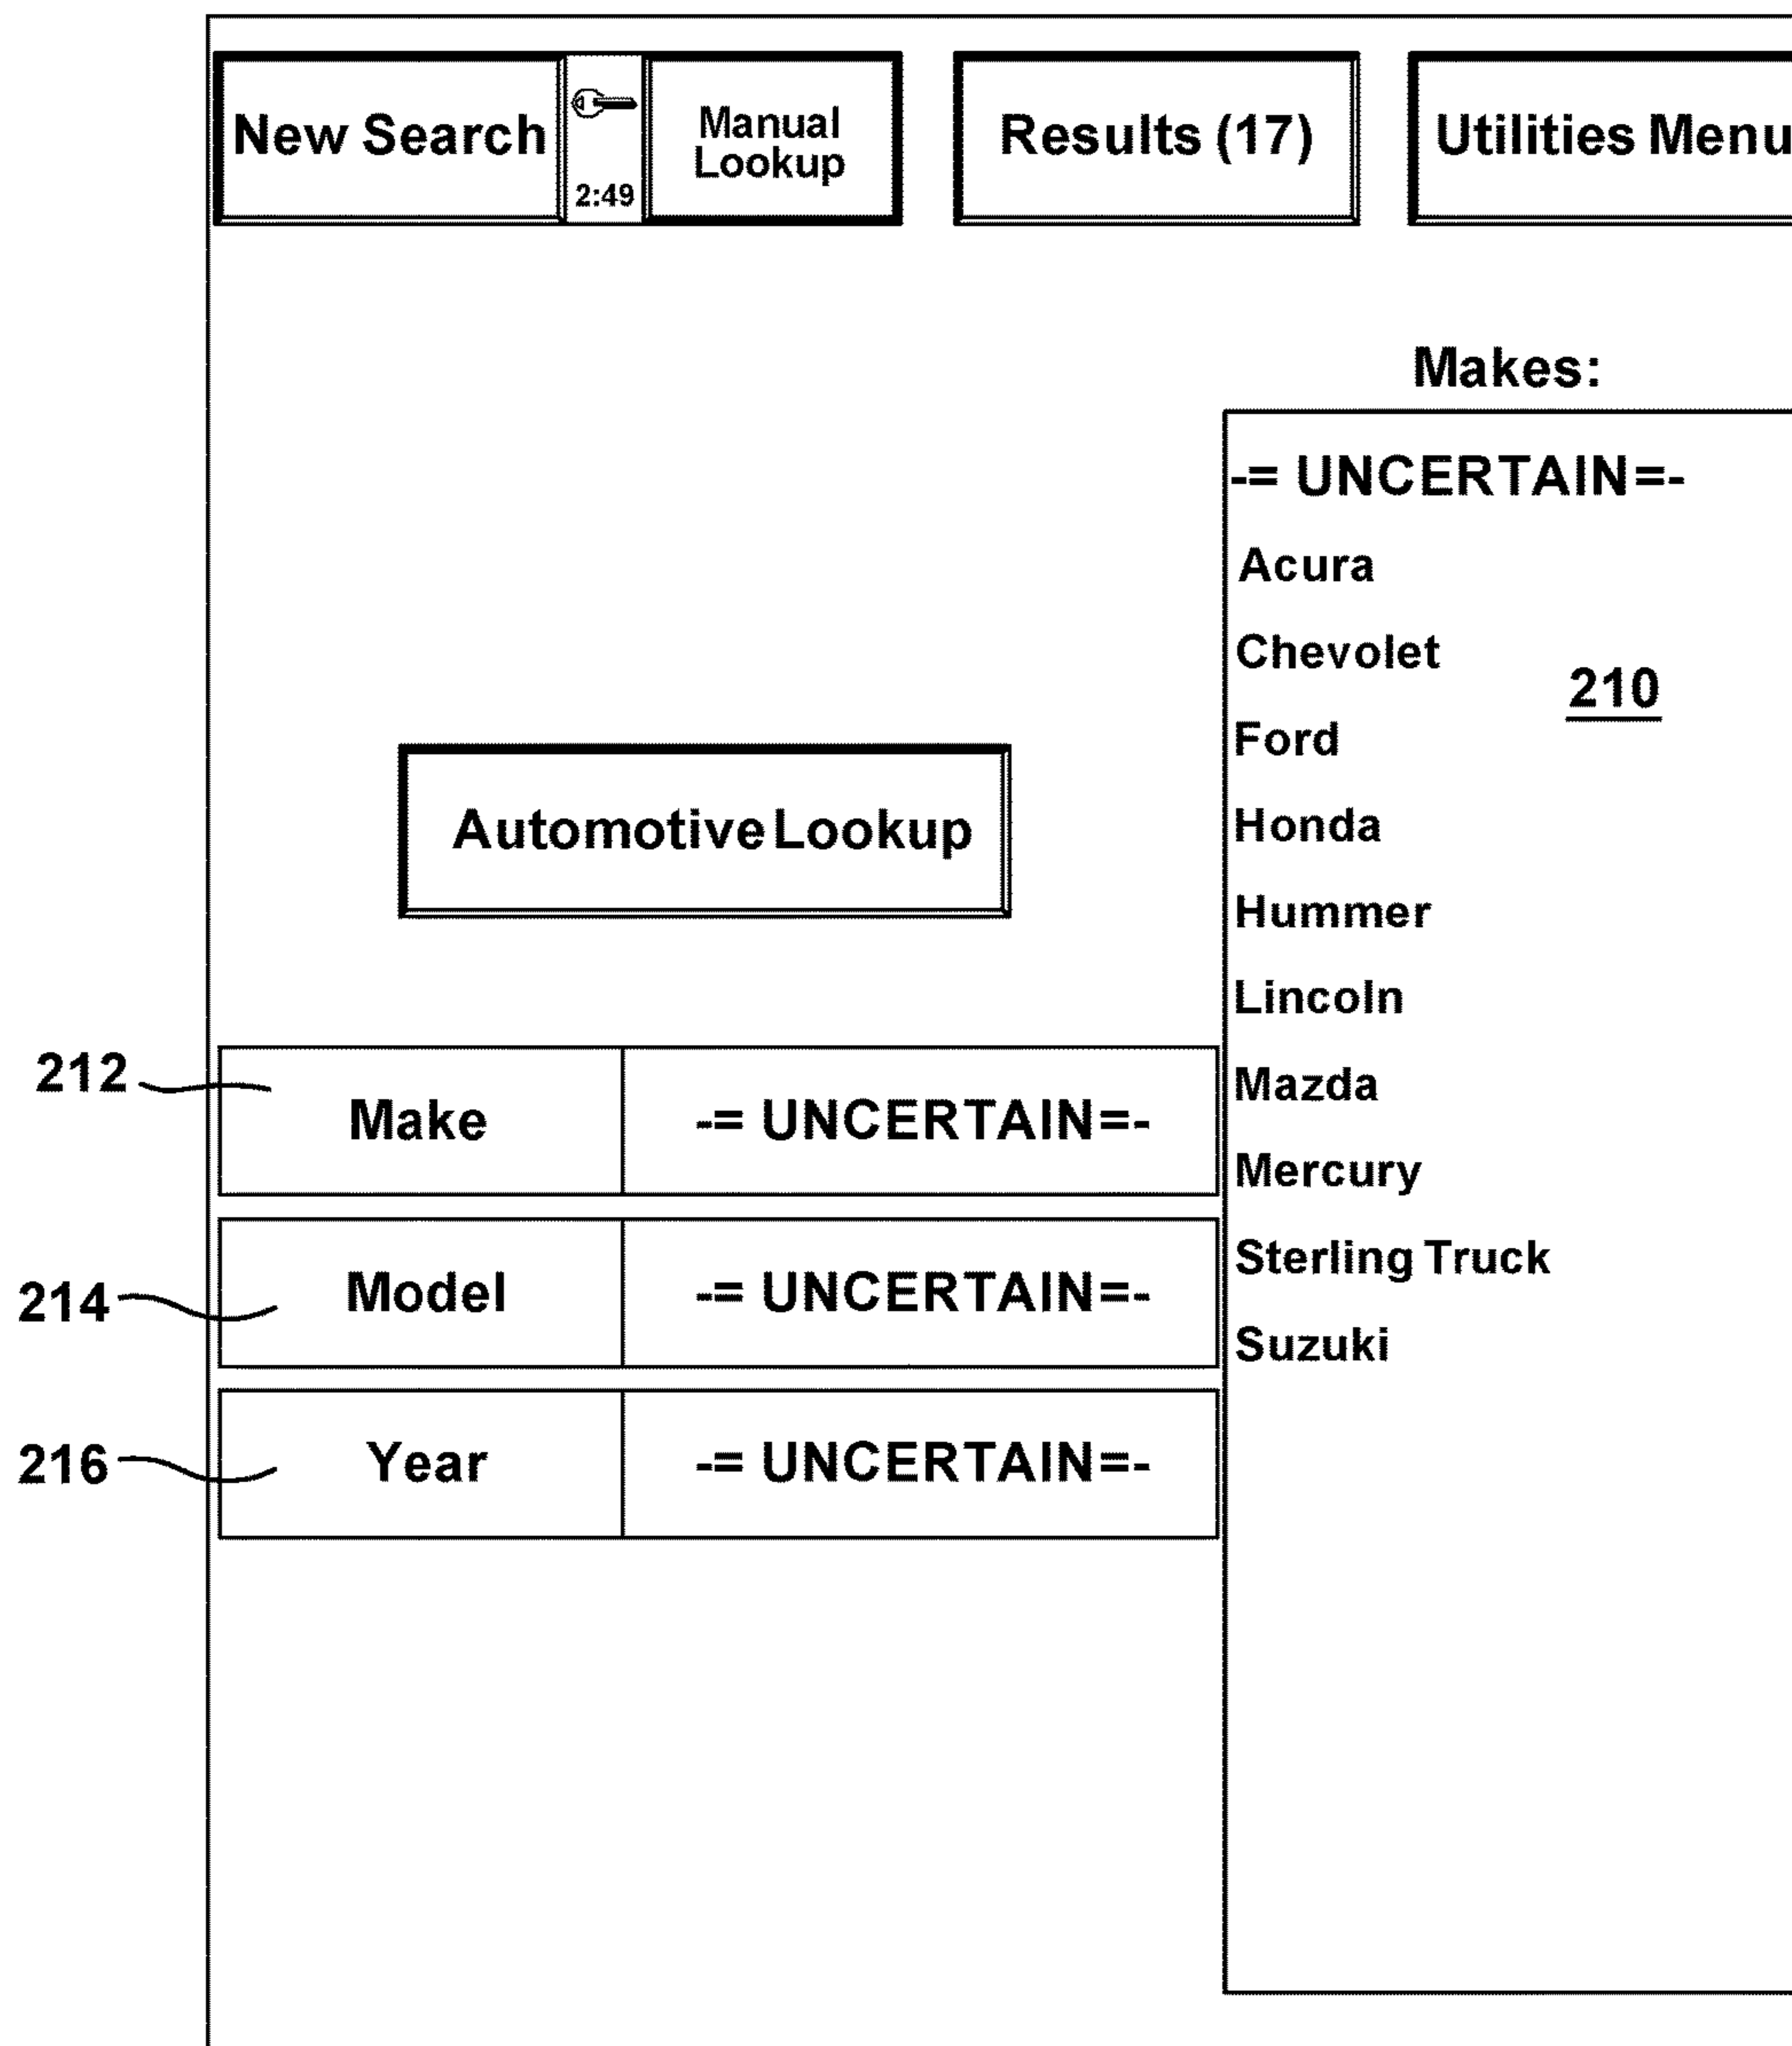 New Search
2:49
Manual
Lookup
Results (17)
Utilities Menu
Makes:
-= UNCERTAIN=-
Acura
Chevolet
210
Ford
Automotive Lookup
Honda
Hummer
Lincoln
212
Make
-= UNCERTAIN=-
Mazda
Mercury
214
Model
-= UNCERTAIN=-
Sterling Truck
Suzuki
216
Year
-= UNCERTAIN=-